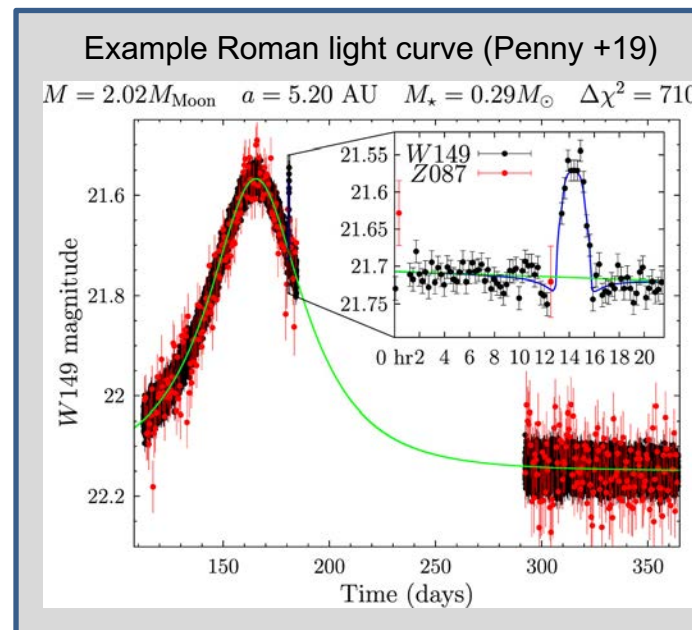 Example Roman light curve (Penny +19)
M = 2.02M_Moon a = 5.20 AU M_⋆ = 0.29M_⊙ Δχ² = 710
W149
Z087
21.55
21.6
21.65
21.7
21.75
0 hr 2 4 6 8 10 12 14 16 18 20
21.6
21.8
22
22.2
W149 magnitude
150 200 250 300 350
Time (days)